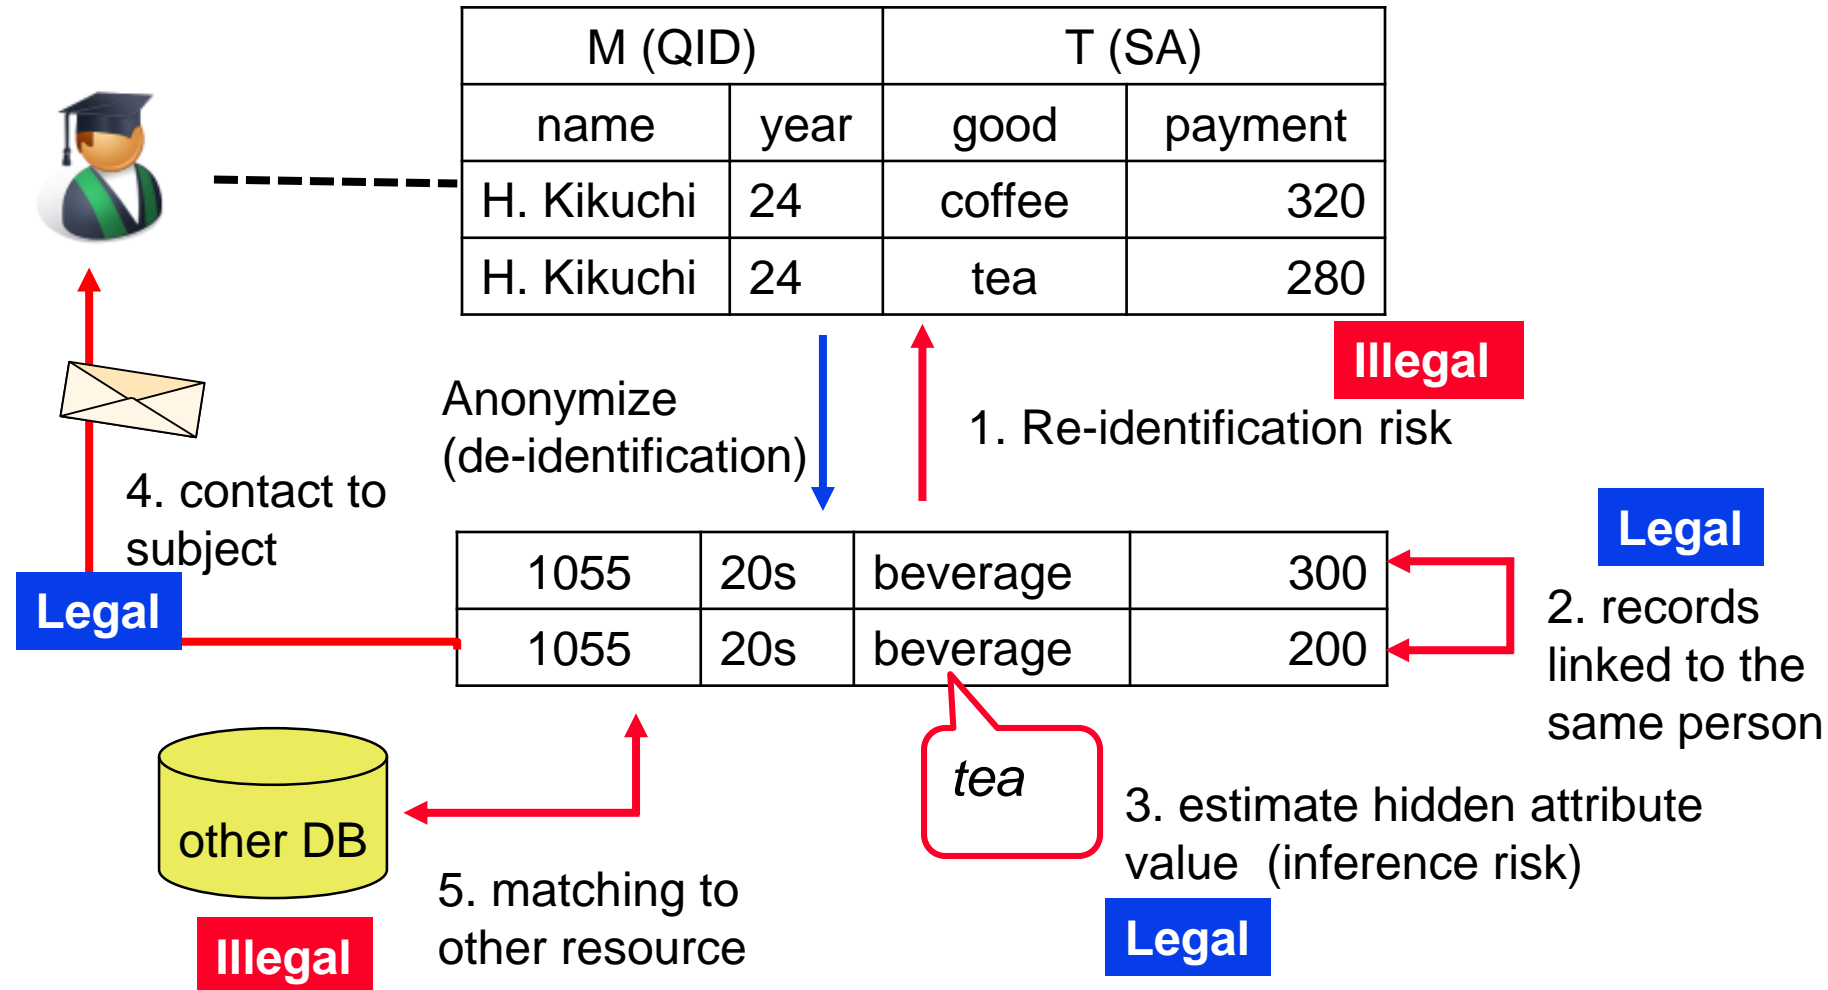 M (QID) T (SA)
name year good payment
H. Kikuchi 24 coffee 320
H. Kikuchi 24 tea 280
Illegal
Anonymize
(de-identification)
1. Re-identification risk
4. contact to
subject
Legal
Legal
1055 20s beverage 300
1055 20s beverage 200
2. records
linked to the
same person
tea
3. estimate hidden attribute
value (inference risk)
Legal
other DB
Illegal
5. matching to
other resource